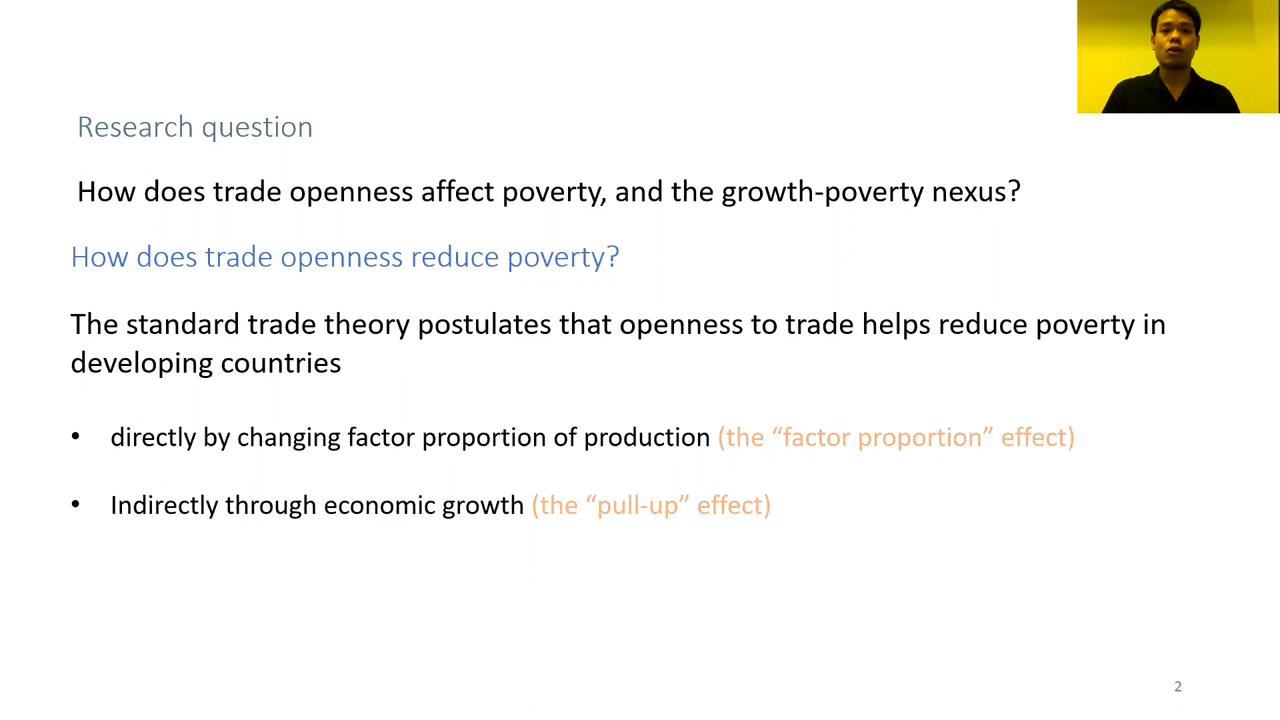 Research question
How does trade openness affect poverty, and the growth-poverty nexus?
How does trade openness reduce poverty?
The standard trade theory postulates that openness to trade helps reduce poverty in
developing countries
• directly by changing factor proportion of production (the “factor proportion” effect)
• Indirectly through economic growth (the “pull-up” effect)
2